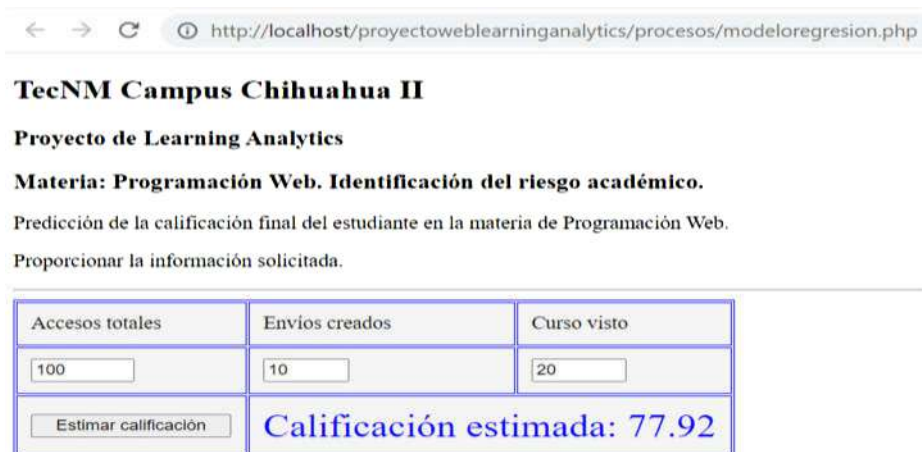 http://localhost/proyectoweblearninganalytics/procesos/modeloregresion.php
TecNM Campus Chihuahua II
Proyecto de Learning Analytics
Materia: Programación Web. Identificación del riesgo académico.
Predicción de la calificación final del estudiante en la materia de Programación Web.
Proporcionar la información solicitada.
Accesos totales Envíos creados Curso visto
100 10 20
Estimar calificación Calificación estimada: 77.92